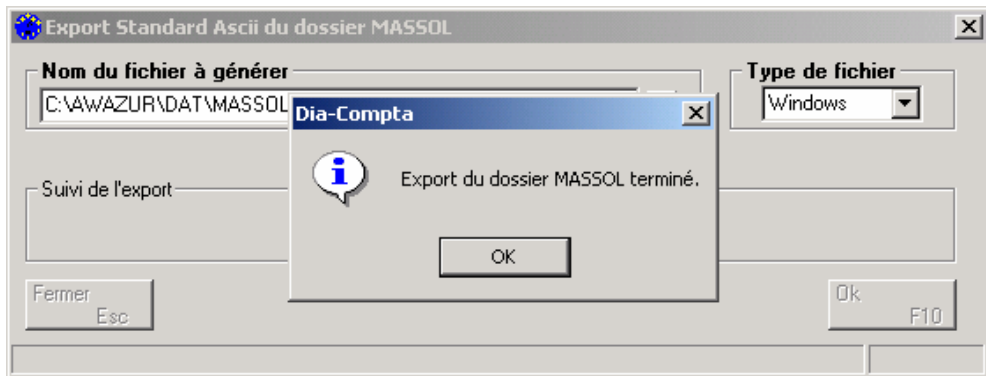 Export Standard Ascii du dossier MASSOL
Nom du fichier à générer
Type de fichier
C:\AWAZUR\DAT\MASSOL
Windows
Dia-Compta
Export du dossier MASSOL terminé.
Suivi de l'export
OK
Fermer
Esc
Ok
F10